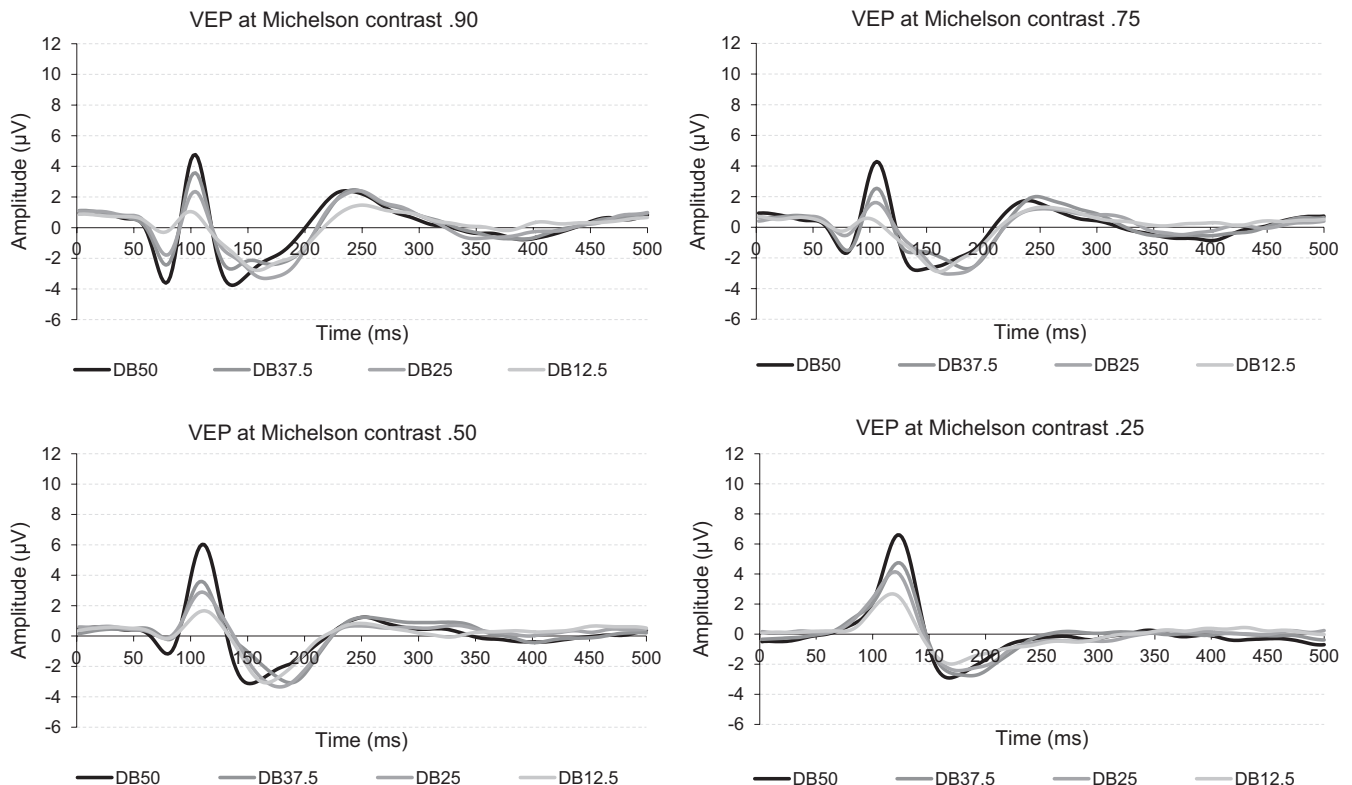 VEP at Michelson contrast .90
12
10
8
6
4
2
0
-2
-4
-6
0 50 100 150 200 250 300 350 400 450 500
Amplitude (µV)
Time (ms)
DB50 DB37.5 DB25 DB12.5
VEP at Michelson contrast .75
12
10
8
6
4
2
0
-2
-4
-6
0 50 100 150 200 250 300 350 400 450 500
Amplitude (µV)
Time (ms)
DB50 DB37.5 DB25 DB12.5
VEP at Michelson contrast .50
12
10
8
6
4
2
0
-2
-4
-6
0 50 100 150 200 250 300 350 400 450 500
Amplitude (µV)
Time (ms)
DB50 DB37.5 DB25 DB12.5
VEP at Michelson contrast .25
12
10
8
6
4
2
0
-2
-4
-6
0 50 100 150 200 250 300 350 400 450 500
Amplitude (µV)
Time (ms)
DB50 DB37.5 DB25 DB12.5